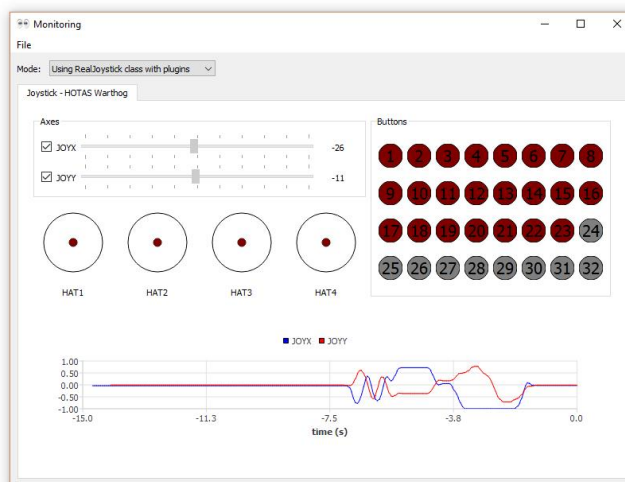 Monitoring
File
Mode: Using RealJoystick class with plugins
Joystick - HOTAS Warthog
Axes
JOYX -26
JOYY -11
HAT1 HAT2 HAT3 HAT4
Buttons
1 2 3 4 5 6 7 8
9 10 11 12 13 14 15 16
17 18 19 20 21 22 23 24
25 26 27 28 29 30 31 32
JOYX JOYY
1.00
0.50
0.00
-0.50
-1.00
-15.0 -11.3 -7.5 -3.8 0.0
time (s)